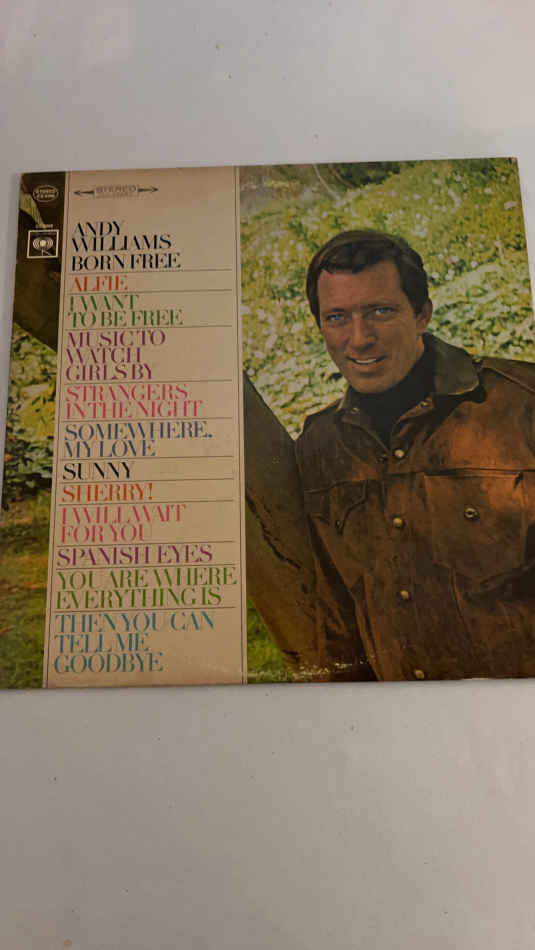 STEREO
STEREO
ANDY
WILLIAMS
BORN FREE
ALFIE
I WANT
TO BE FREE
MUSIC TO
WATCH
GIRLS BY
STRANGERS
IN THE NIGHT
SOMEWHERE,
MY LOVE
SUNNY
SHERRY!
I WILL WAIT
FOR YOU
SPANISH EYES
YOU ARE WHERE
EVERYTHING IS
THEN YOU CAN
TELL ME
GOODBYE